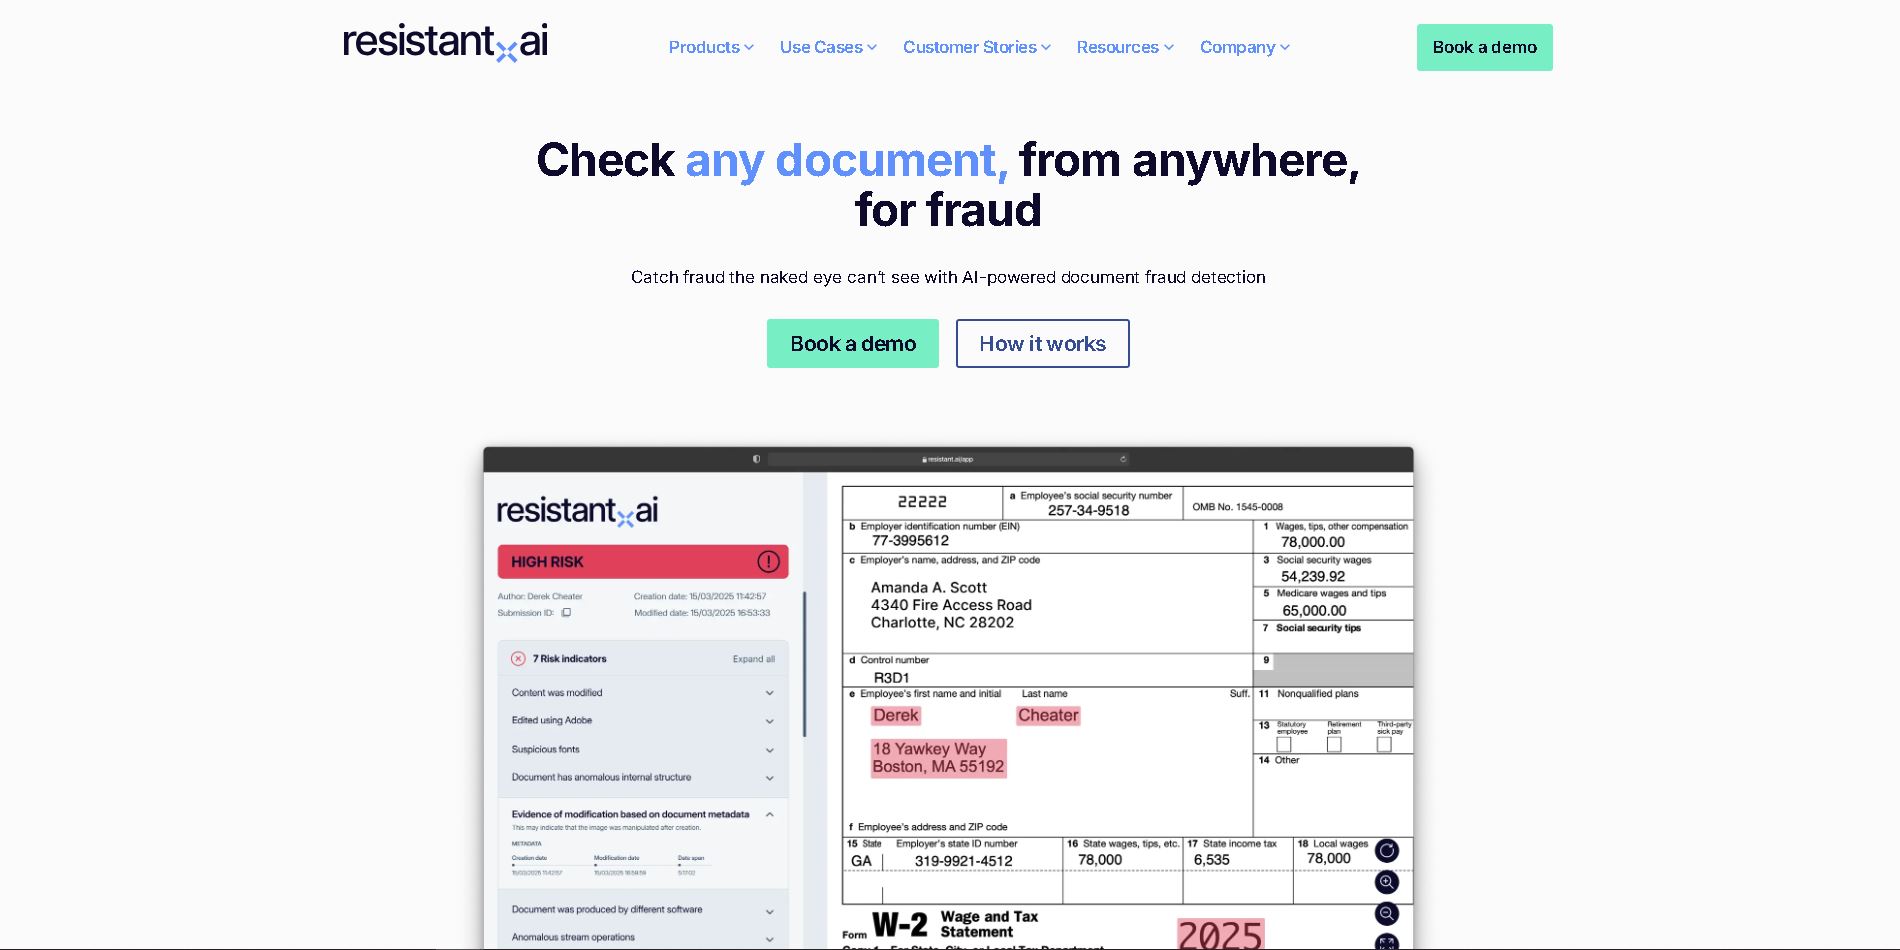 resistant ai
Products
Use Cases
Customer Stories
Resources
Company
Book a demo
Check any document, from anywhere,
for fraud
Catch fraud the naked eye can't see with AI-powered document fraud detection
Book a demo
How it works
resistant.ai/app
resistant ai
HIGH RISK
Author: Derek Cheater
Creation date: 15/03/2025 11:42:57
Submission ID:
Modified date: 15/03/2025 16:53:33
7 Risk indicators
Expand all
Content was modified
Edited using Adobe
Suspicious fonts
Document has anomalous internal structure
Evidence of modification based on document metadata
This may indicate that the image was manipulated after creation.
METADATA
Creation date
Modification date
Date span
15/03/2025 11:42:57
15/03/2025 16:59:59
5:17:02
Document was produced by different software
Anomalous stream operations
22222
a Employee's social security number
257-34-9518
OMB No. 1545-0008
b Employer identification number (EIN)
77-3995612
1 Wages, tips, other compensation
78,000.00
c Employer's name, address, and ZIP code
Amanda A. Scott
4340 Fire Access Road
Charlotte, NC 28202
3 Social security wages
54,239.92
5 Medicare wages and tips
65,000.00
7 Social security tips
d Control number
R3D1
9
e Employee's first name and initial
Last name
Suff.
Derek
Cheater
18 Yawkey Way
Boston, MA 55192
11 Nonqualified plans
13 Statutory employee
Retirement plan
Third-party sick pay
14 Other
f Employee's address and ZIP code
15 State
Employer's state ID number
16 State wages, tips, etc.
17 State income tax
18 Local wages
GA
319-9921-4512
78,000
6,535
78,000
Form W-2 Wage and Tax
Statement
2025